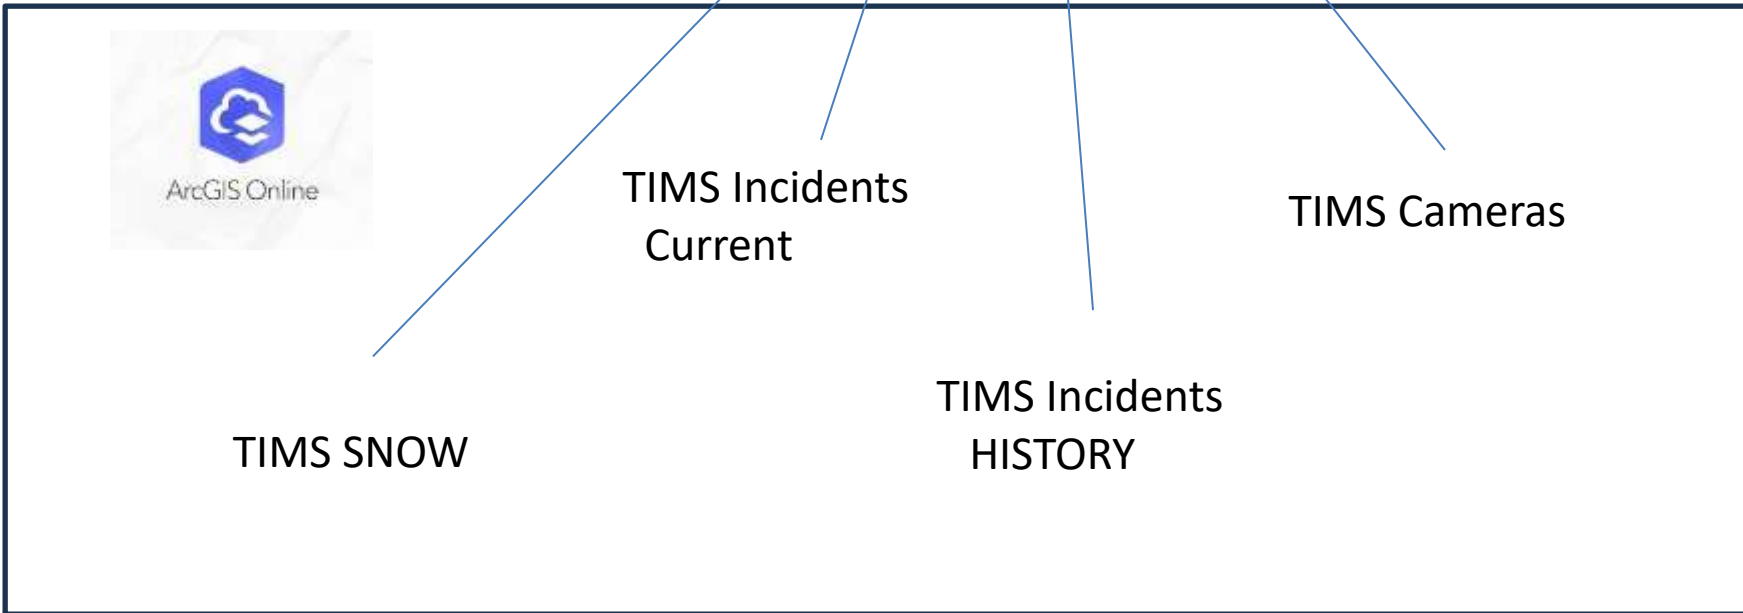 ArcGIS Online
TIMS Incidents
Current
TIMS Cameras
TIMS Incidents
HISTORY
TIMS SNOW